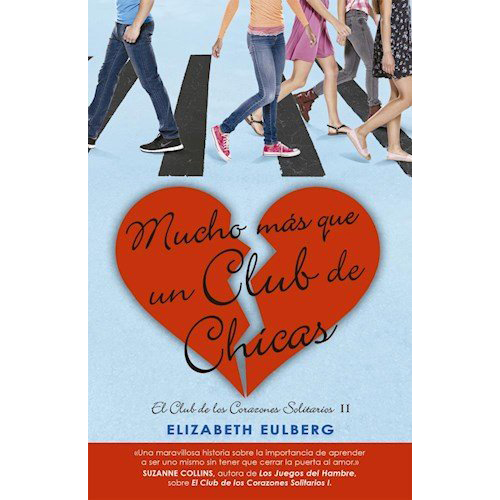 Mucho más que
un Club de
Chicas
El Club de los Corazones Solitarios II
ELIZABETH EULBERG
«Una maravillosa historia sobre la importancia de aprender
a ser uno mismo sin tener que cerrar la puerta al amor.»
SUZANNE COLLINS, autora de Los Juegos del Hambre,
sobre El Club de los Corazones Solitarios I.